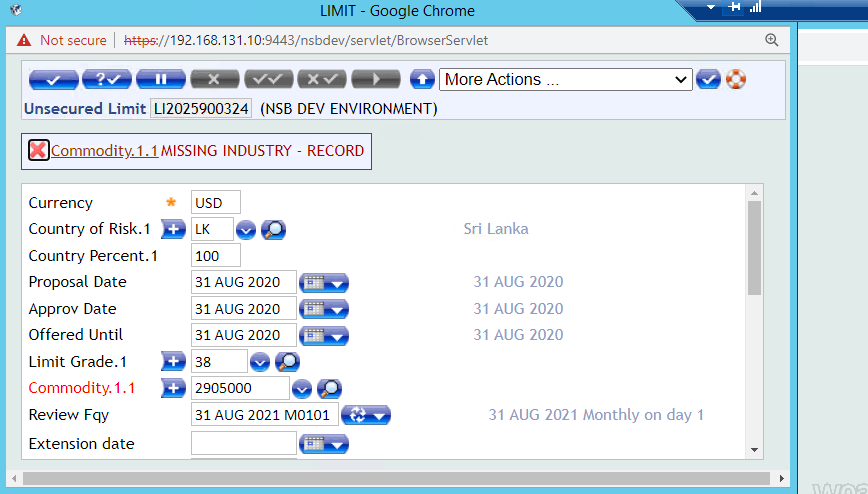 LIMIT - Google Chrome
Not secure | https://192.168.131.10:9443/nsbdev/servlet/BrowserServlet
More Actions ...
Unsecured Limit LI2025900324 (NSB DEV ENVIRONMENT)
Commodity.1.1 MISSING INDUSTRY - RECORD
Currency USD
Country of Risk.1 LK Sri Lanka
Country Percent.1 100
Proposal Date 31 AUG 2020 31 AUG 2020
Approv Date 31 AUG 2020 31 AUG 2020
Offered Until 31 AUG 2020 31 AUG 2020
Limit Grade.1 38
Commodity.1.1 2905000
Review Fqy 31 AUG 2021 M0101 31 AUG 2021 Monthly on day 1
Extension date